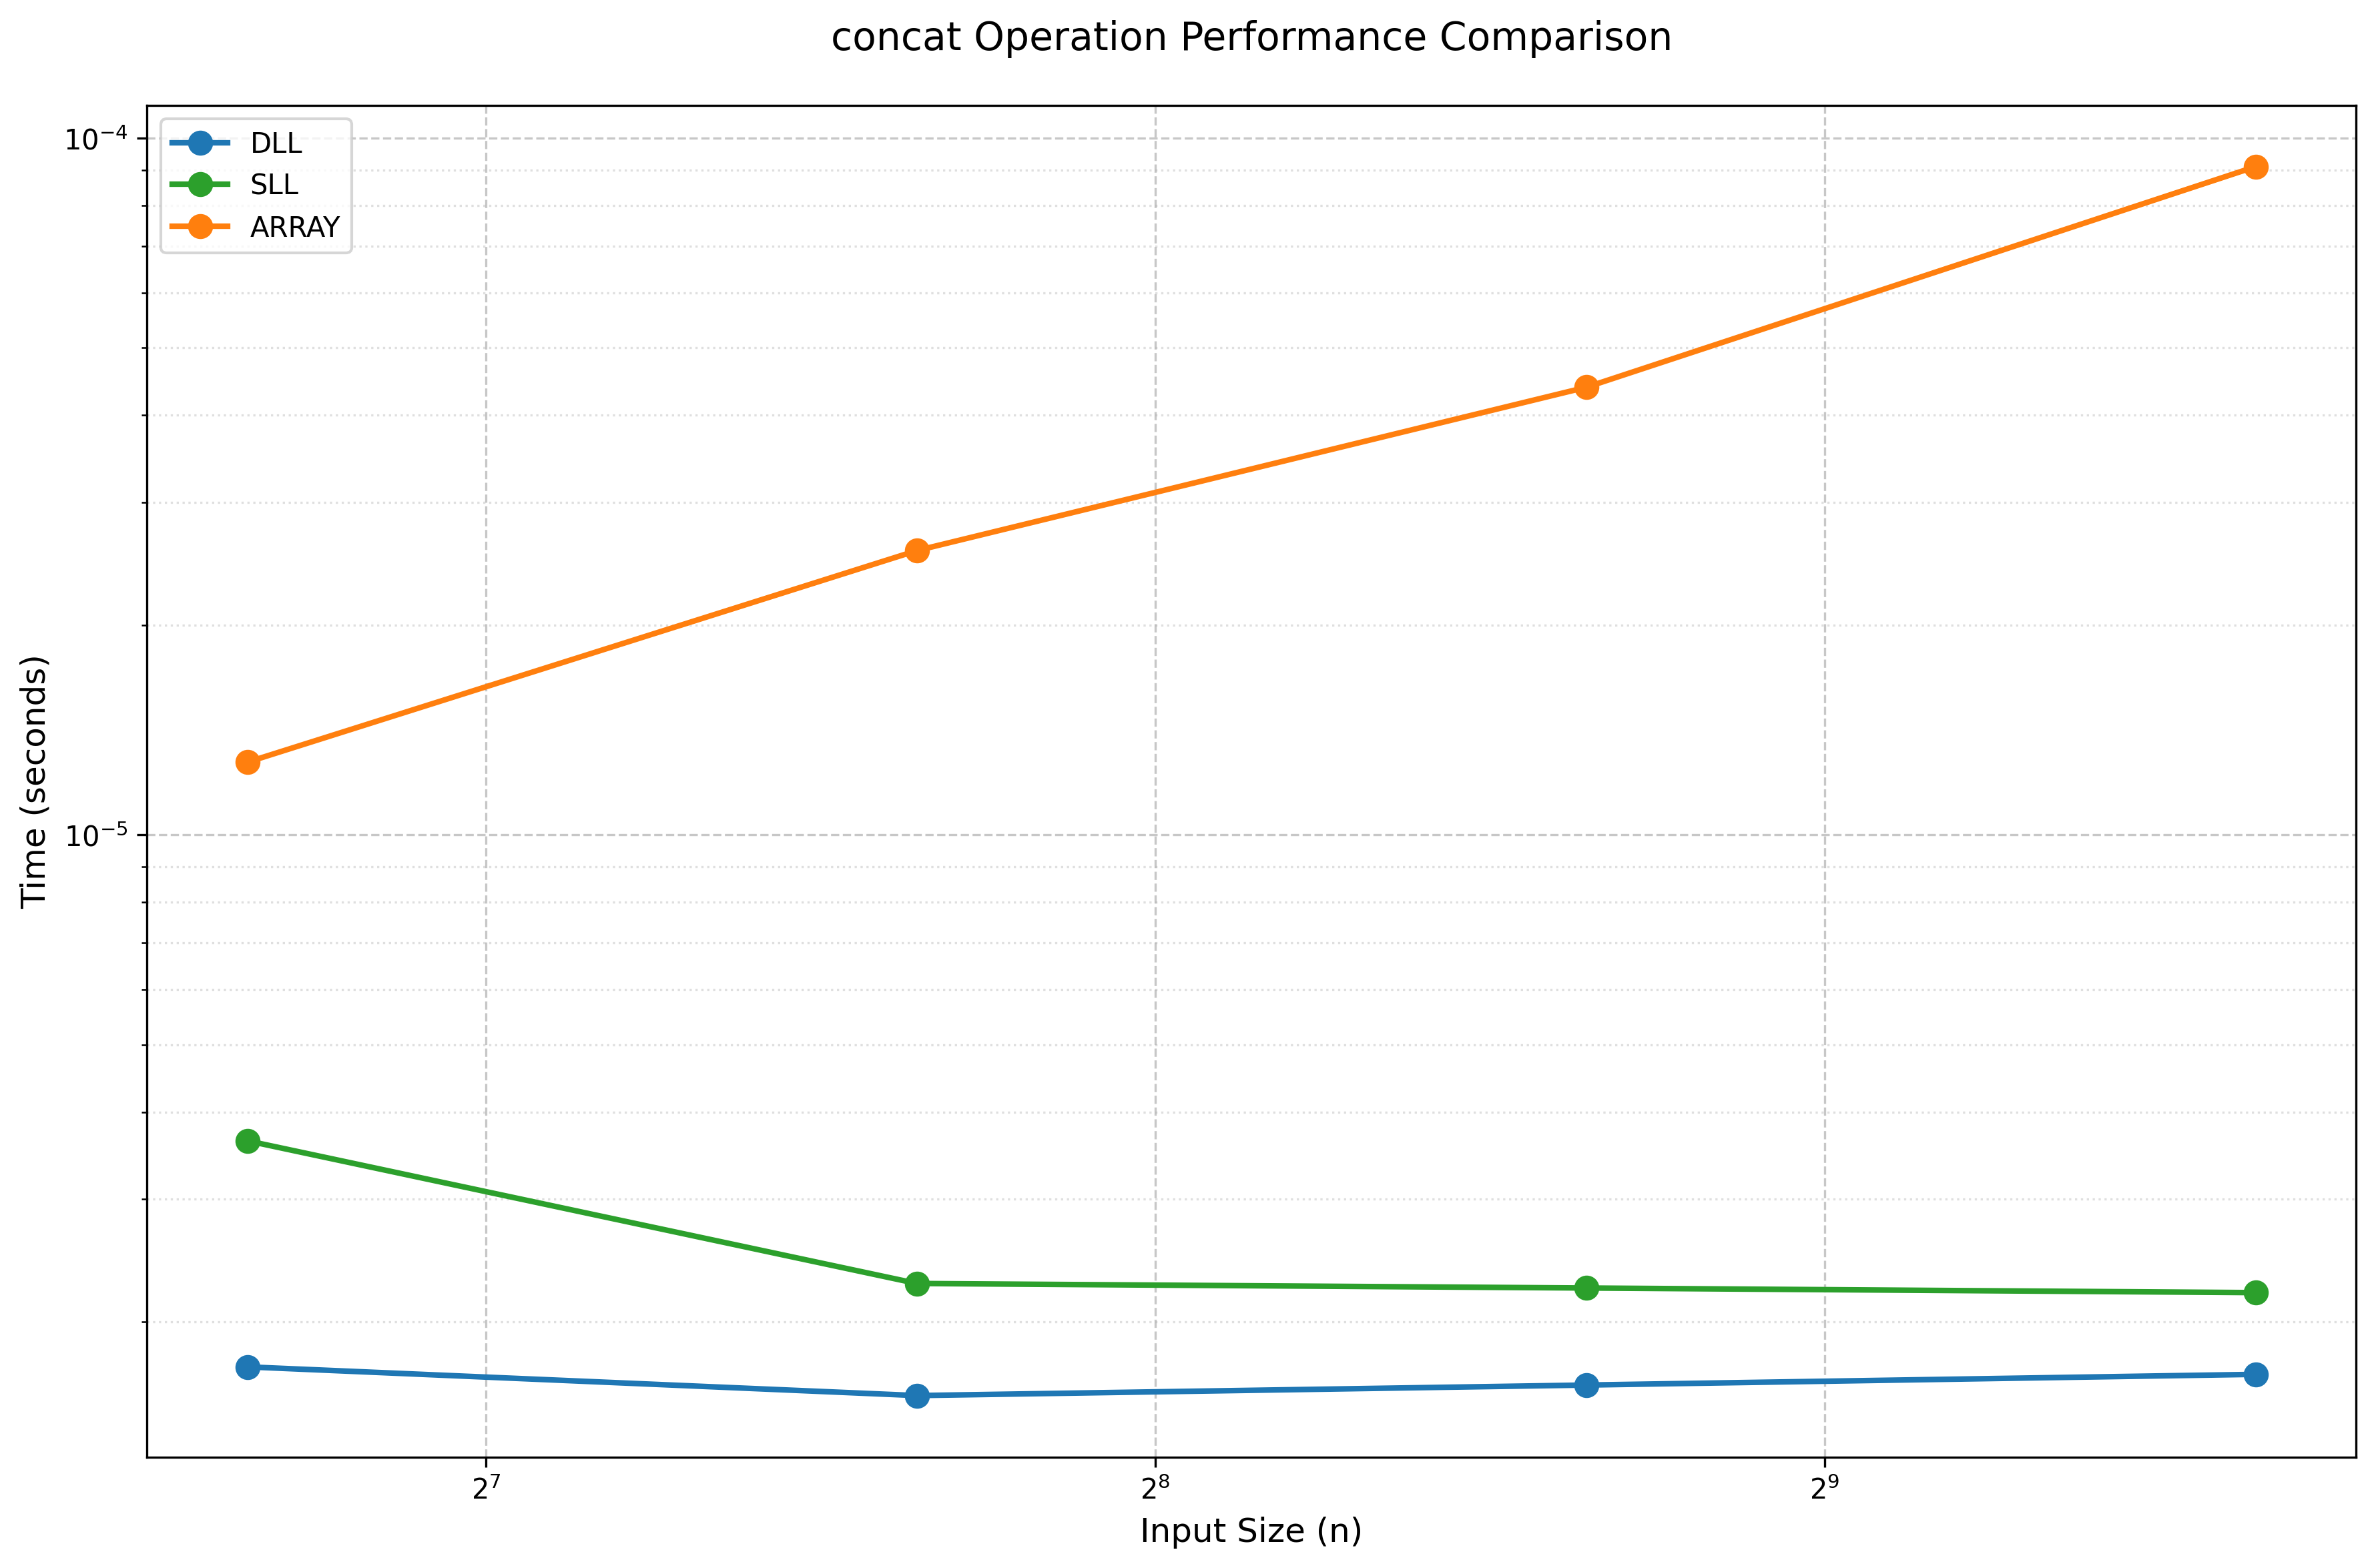 concat Operation Performance Comparison
DLL
SLL
ARRAY
10⁻⁴
10⁻⁵
Time (seconds)
2⁷
2⁸
2⁹
Input Size (n)